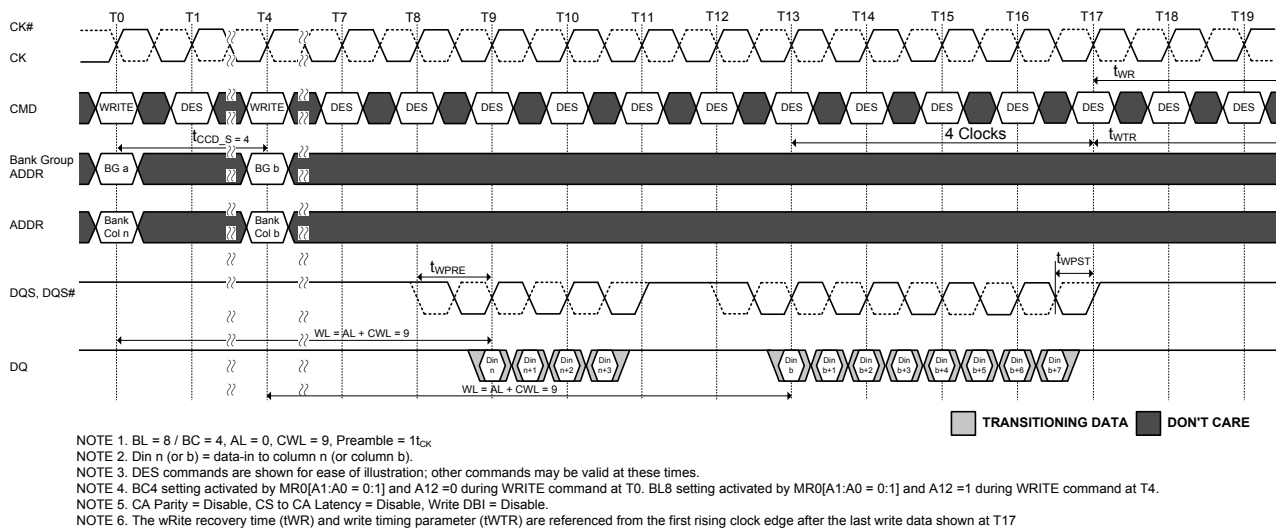 T0 T1 T4 T7 T8 T9 T10 T11 T12 T13 T14 T15 T16 T17 T18 T19
CK#
CK
tWR
CMD
WRITE DES WRITE DES DES DES DES DES DES DES DES DES DES DES DES DES
tCCD_S = 4
4 Clocks
tWTR
Bank Group
ADDR
BG a BG b
ADDR
Bank
Col n
Bank
Col b
tWPRE
tWPST
DQS, DQS#
WL = AL + CWL = 9
DQ
Din
n
Din
n+1
Din
n+2
Din
n+3
Din
b
Din
b+1
Din
b+2
Din
b+3
Din
b+4
Din
b+5
Din
b+6
Din
b+7
WL = AL + CWL = 9
TRANSITIONING DATA DON'T CARE
NOTE 1. BL = 8 / BC = 4, AL = 0, CWL = 9, Preamble = 1tCK
NOTE 2. Din n (or b) = data-in to column n (or column b).
NOTE 3. DES commands are shown for ease of illustration; other commands may be valid at these times.
NOTE 4. BC4 setting activated by MR0[A1:A0 = 0:1] and A12 =0 during WRITE command at T0. BL8 setting activated by MR0[A1:A0 = 0:1] and A12 =1 during WRITE command at T4.
NOTE 5. CA Parity = Disable, CS to CA Latency = Disable, Write DBI = Disable.
NOTE 6. The wRite recovery time (tWR) and write timing parameter (tWTR) are referenced from the first rising clock edge after the last write data shown at T17